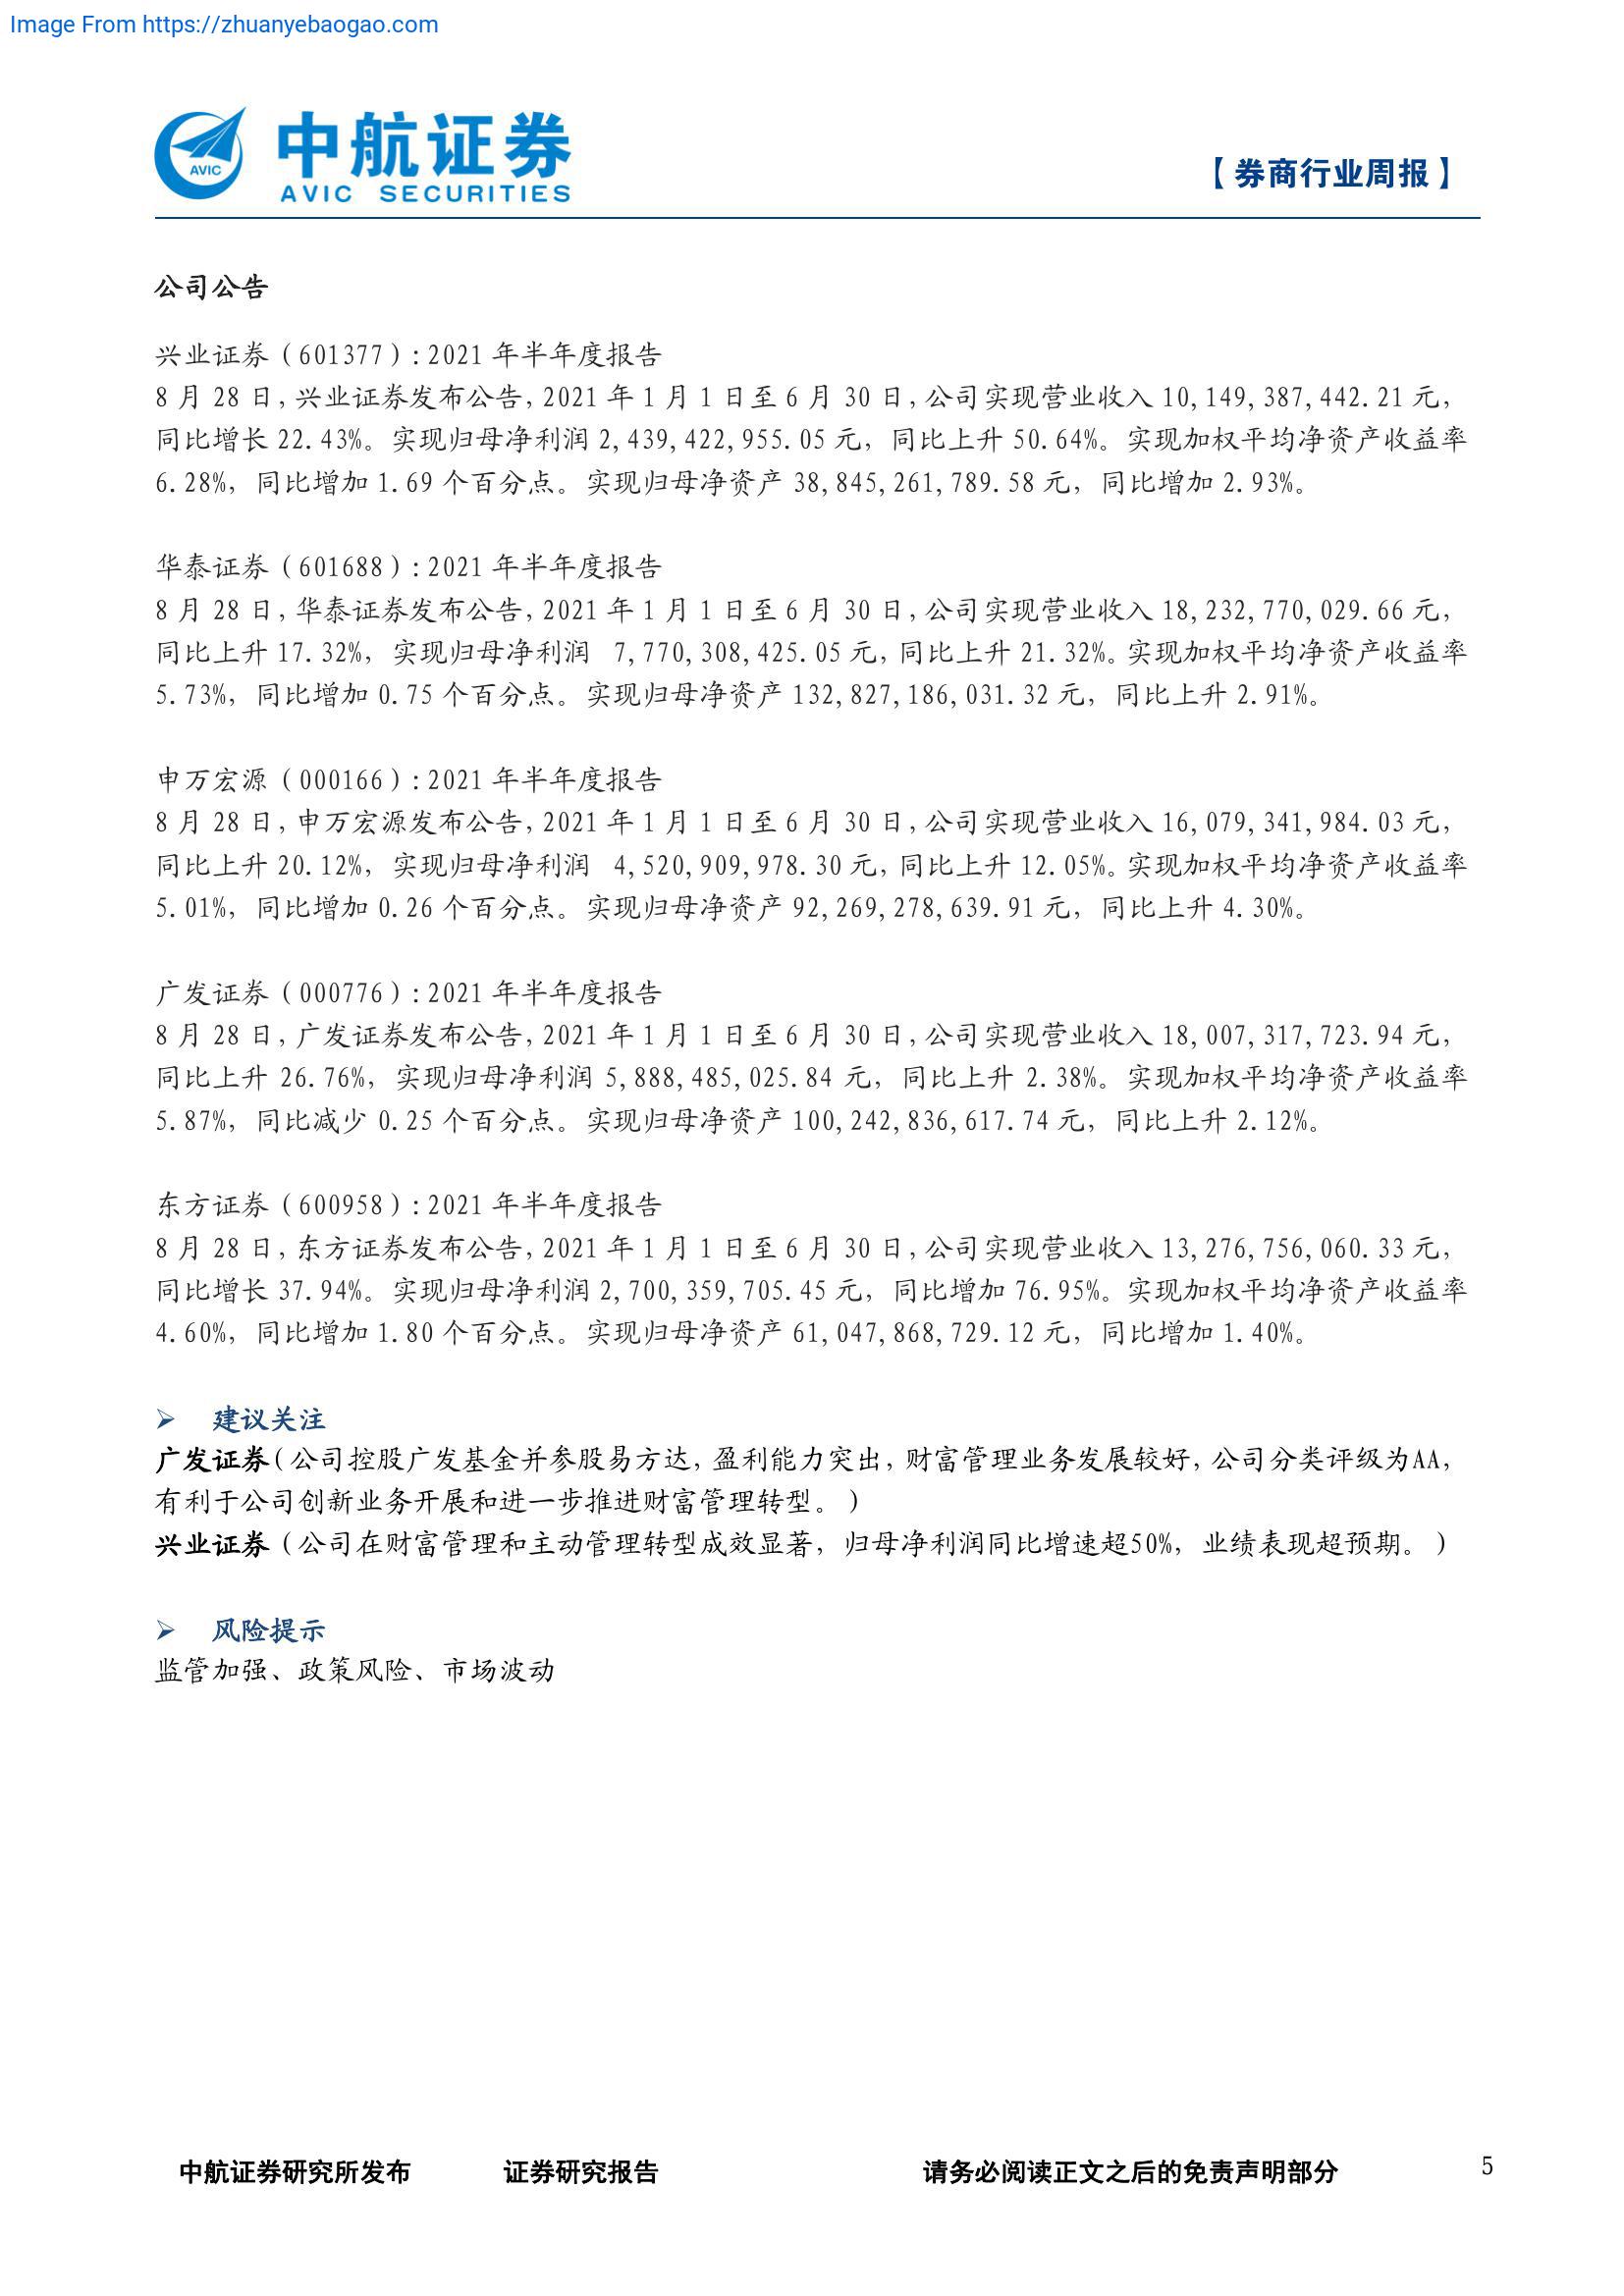 Image From https://zhuanyebaogao.com
AVIC
中航证券
AVIC SECURITIES
【券商行业周报】
公司公告
兴业证券（601377）:2021 年半年度报告
8 月 28 日,兴业证券发布公告,2021 年 1 月 1 日至 6 月 30 日,公司实现营业收入 10,149,387,442.21 元，
同比增长 22.43%。实现归母净利润 2,439,422,955.05 元，同比上升 50.64%。实现加权平均净资产收益率
6.28%，同比增加 1.69 个百分点。实现归母净资产 38,845,261,789.58 元，同比增加 2.93%。
华泰证券（601688）:2021 年半年度报告
8 月 28 日,华泰证券发布公告,2021 年 1 月 1 日至 6 月 30 日,公司实现营业收入 18,232,770,029.66 元，
同比上升 17.32%，实现归母净利润 7,770,308,425.05 元，同比上升 21.32%。实现加权平均净资产收益率
5.73%，同比增加 0.75 个百分点。实现归母净资产 132,827,186,031.32 元，同比上升 2.91%。
申万宏源（000166）:2021 年半年度报告
8 月 28 日,申万宏源发布公告,2021 年 1 月 1 日至 6 月 30 日,公司实现营业收入 16,079,341,984.03 元，
同比上升 20.12%，实现归母净利润 4,520,909,978.30 元，同比上升 12.05%。实现加权平均净资产收益率
5.01%，同比增加 0.26 个百分点。实现归母净资产 92,269,278,639.91 元，同比上升 4.30%。
广发证券（000776）:2021 年半年度报告
8 月 28 日,广发证券发布公告,2021 年 1 月 1 日至 6 月 30 日,公司实现营业收入 18,007,317,723.94 元，
同比上升 26.76%，实现归母净利润 5,888,485,025.84 元，同比上升 2.38%。实现加权平均净资产收益率
5.87%，同比减少 0.25 个百分点。实现归母净资产 100,242,836,617.74 元，同比上升 2.12%。
东方证券（600958）:2021 年半年度报告
8 月 28 日,东方证券发布公告,2021 年 1 月 1 日至 6 月 30 日,公司实现营业收入 13,276,756,060.33 元，
同比增长 37.94%。实现归母净利润 2,700,359,705.45 元，同比增加 76.95%。实现加权平均净资产收益率
4.60%，同比增加 1.80 个百分点。实现归母净资产 61,047,868,729.12 元，同比增加 1.40%。
➢ 建议关注
广发证券（公司控股广发基金并参股易方达，盈利能力突出，财富管理业务发展较好，公司分类评级为AA，
有利于公司创新业务开展和进一步推进财富管理转型。）
兴业证券（公司在财富管理和主动管理转型成效显著，归母净利润同比增速超50%，业绩表现超预期。）
➢ 风险提示
监管加强、政策风险、市场波动
中航证券研究所发布 证券研究报告 请务必阅读正文之后的免责声明部分 5